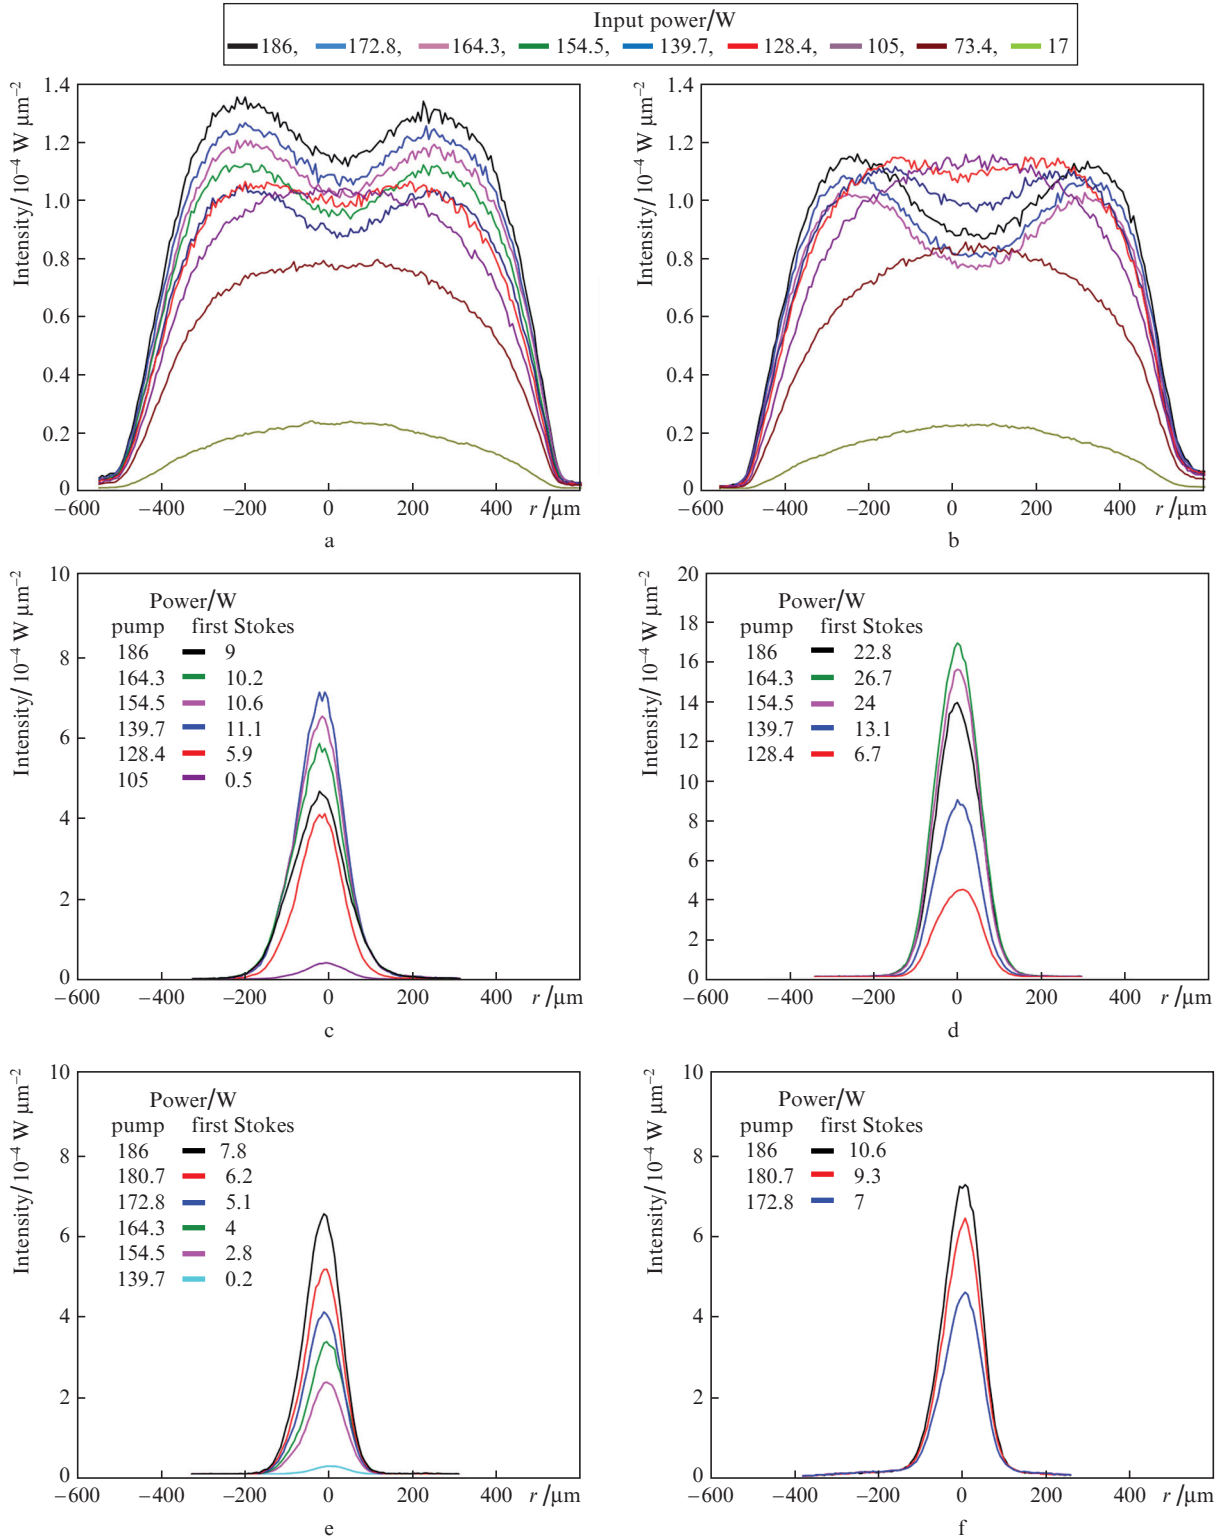 Input power/W
186, 172.8, 164.3, 154.5, 139.7, 128.4, 105, 73.4, 17
Intensity/10⁻⁴ W μm⁻²
1.4
1.2
1.0
0.8
0.6
0.4
0.2
0
−600 −400 −200 0 200 400 r/μm
a
Intensity/10⁻⁴ W μm⁻²
1.4
1.2
1.0
0.8
0.6
0.4
0.2
0
−600 −400 −200 0 200 400 r/μm
b
Intensity/10⁻⁴ W μm⁻²
10
8
6
4
2
0
Power/W
pump first Stokes
186 9
164.3 10.2
154.5 10.6
139.7 11.1
128.4 5.9
105 0.5
−600 −400 −200 0 200 400 r/μm
c
Intensity/10⁻⁴ W μm⁻²
20
18
16
14
12
10
8
6
4
2
0
Power/W
pump first Stokes
186 22.8
164.3 26.7
154.5 24
139.7 13.1
128.4 6.7
−600 −400 −200 0 200 400 r/μm
d
Intensity/10⁻⁴ W μm⁻²
10
8
6
4
2
0
Power/W
pump first Stokes
186 7.8
180.7 6.2
172.8 5.1
164.3 4
154.5 2.8
139.7 0.2
−600 −400 −200 0 200 400 r/μm
e
Intensity/10⁻⁴ W μm⁻²
10
8
6
4
2
0
Power/W
pump first Stokes
186 10.6
180.7 9.3
172.8 7
−600 −400 −200 0 200 400 r/μm
f